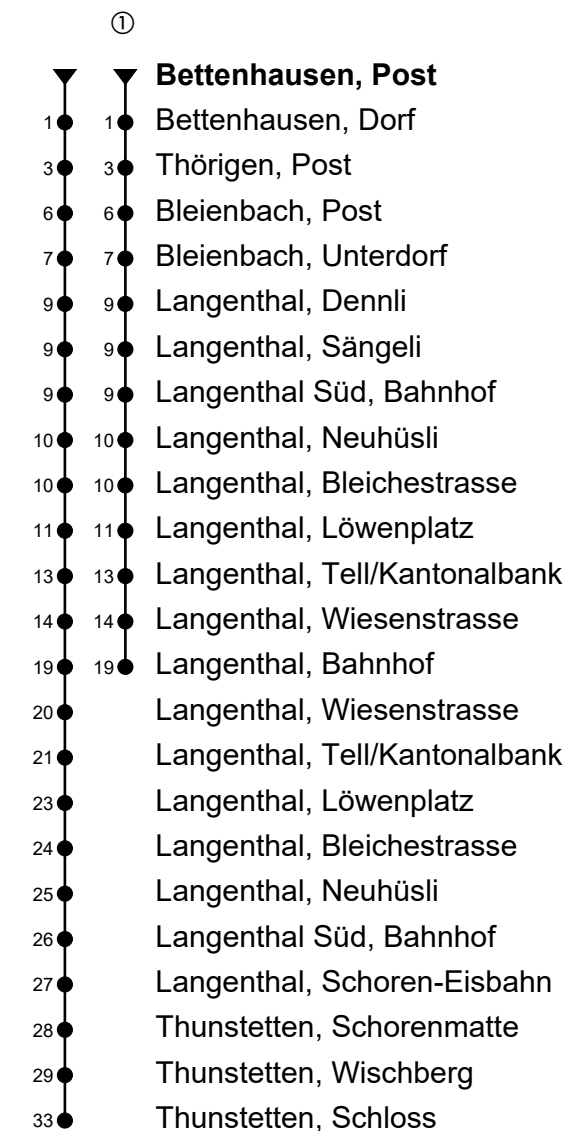 ①
Bettenhausen, Post
1 1 Bettenhausen, Dorf
3 3 Thörigen, Post
6 6 Bleienbach, Post
7 7 Bleienbach, Unterdorf
9 9 Langenthal, Dennli
9 9 Langenthal, Sängeli
9 9 Langenthal Süd, Bahnhof
10 10 Langenthal, Neuhüsli
10 10 Langenthal, Bleichestrasse
11 11 Langenthal, Löwenplatz
13 13 Langenthal, Tell/Kantonalbank
14 14 Langenthal, Wiesenstrasse
19 19 Langenthal, Bahnhof
20 Langenthal, Wiesenstrasse
21 Langenthal, Tell/Kantonalbank
23 Langenthal, Löwenplatz
24 Langenthal, Bleichestrasse
25 Langenthal, Neuhüsli
26 Langenthal Süd, Bahnhof
27 Langenthal, Schoren-Eisbahn
28 Thunstetten, Schorenmatte
29 Thunstetten, Wischberg
33 Thunstetten, Schloss